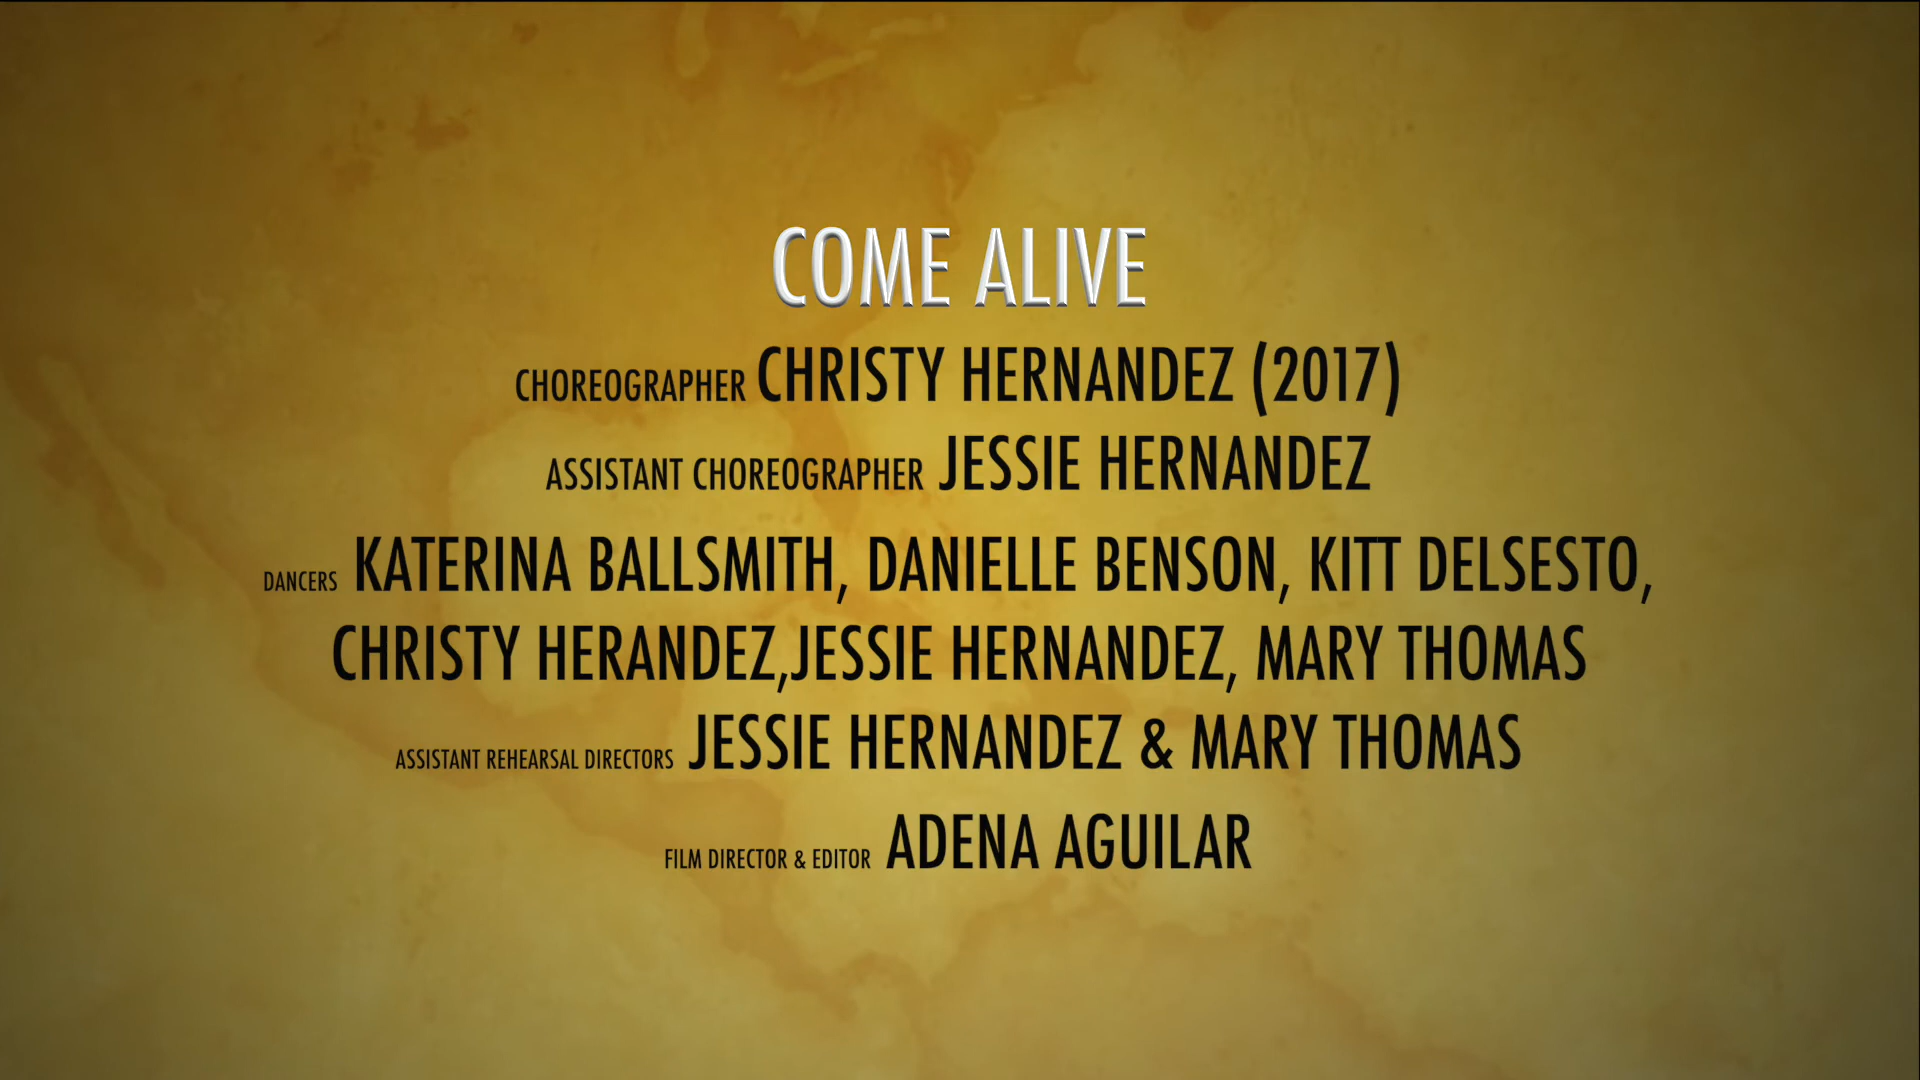 COME ALIVE
CHOREOGRAPHER CHRISTY HERNANDEZ (2017)
ASSISTANT CHOREOGRAPHER JESSIE HERNANDEZ
DANCERS KATERINA BALLSMITH, DANIELLE BENSON, KITT DELSESTO,
CHRISTY HERANDEZ,JESSIE HERNANDEZ, MARY THOMAS
ASSISTANT REHEARSAL DIRECTORS JESSIE HERNANDEZ & MARY THOMAS
FILM DIRECTOR & EDITOR ADENA AGUILAR